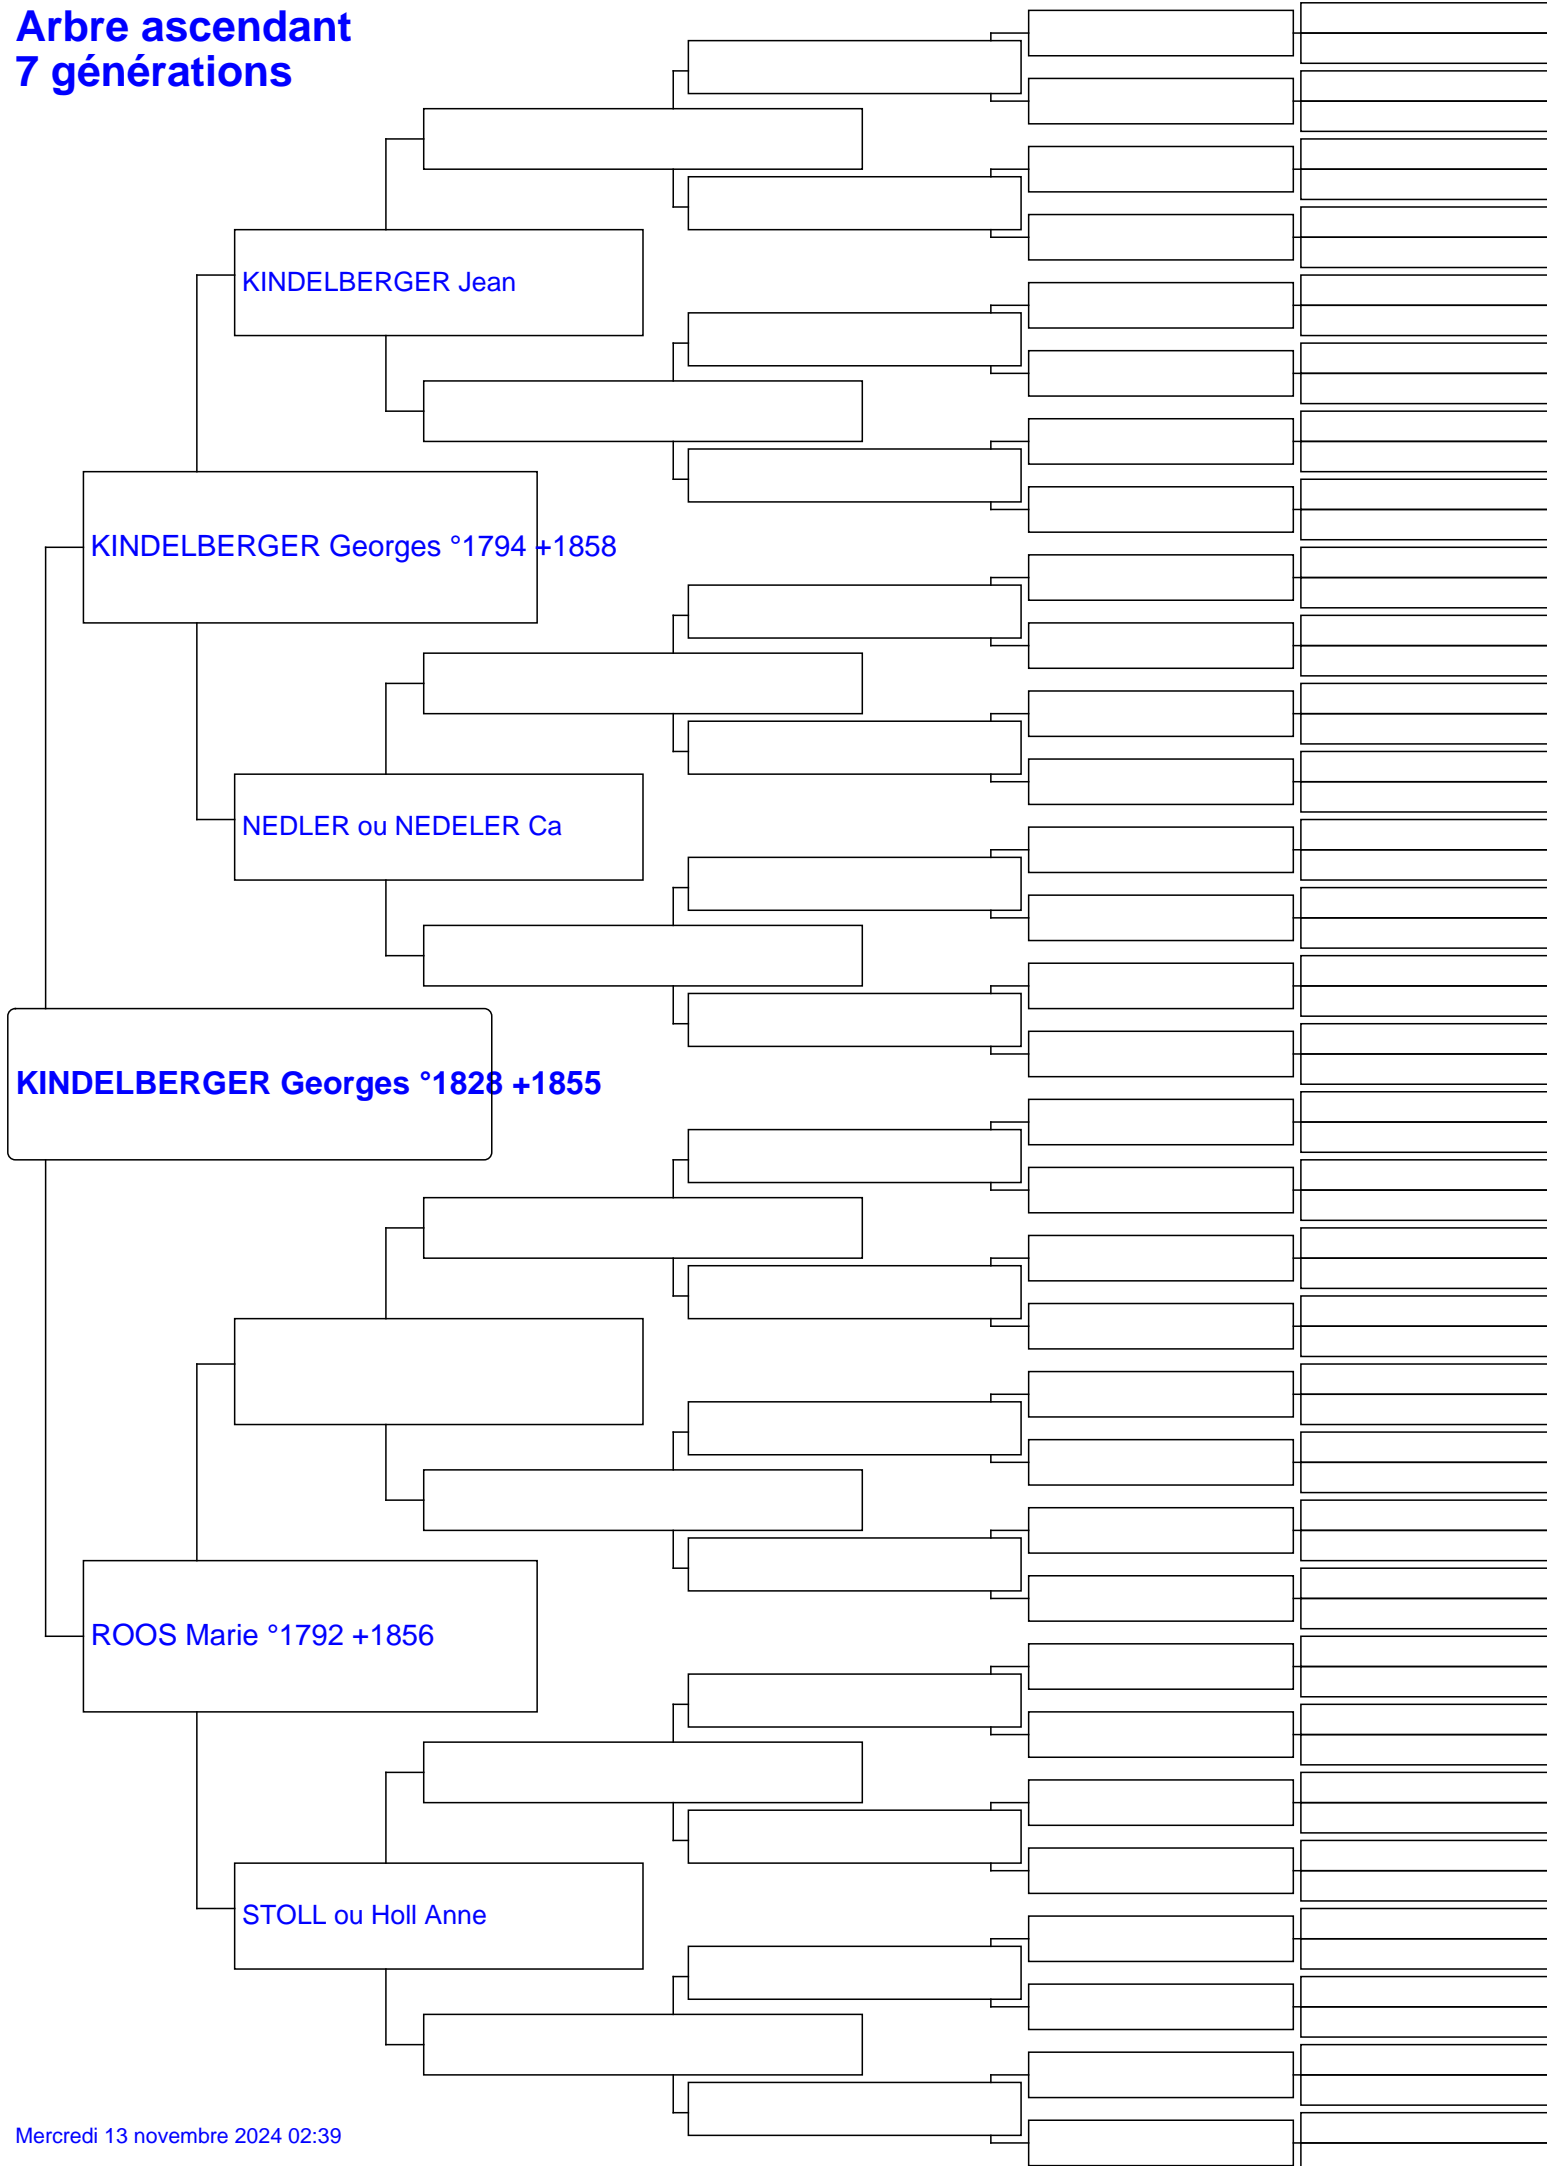 Arbre ascendant
7 générations
KINDELBERGER Jean
KINDELBERGER Georges °1794 +1858
NEDLER ou NEDELER Ca
KINDELBERGER Georges °1828 +1855
ROOS Marie °1792 +1856
STOLL ou Holl Anne
Mercredi 13 novembre 2024 02:39